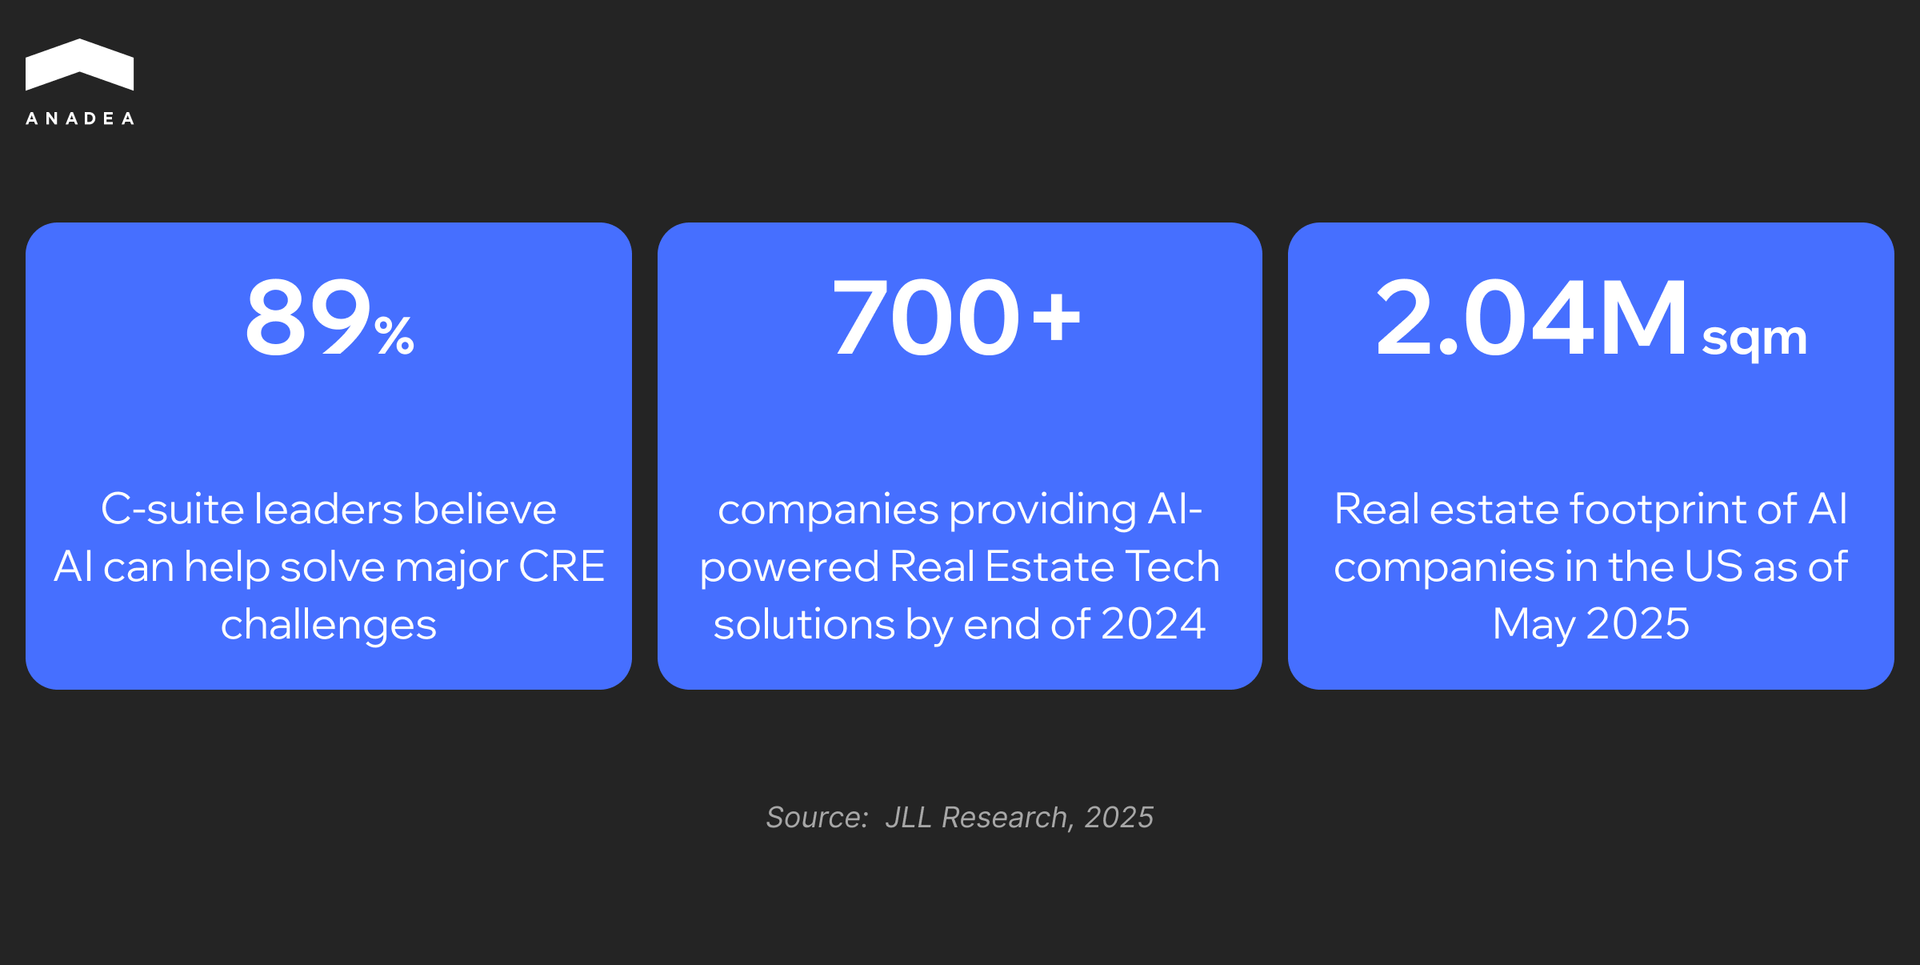 ANADEA
89%
C-suite leaders believe
AI can help solve major CRE
challenges
700+
companies providing AI-
powered Real Estate Tech
solutions by end of 2024
2.04M sqm
Real estate footprint of AI
companies in the US as of
May 2025
Source: JLL Research, 2025